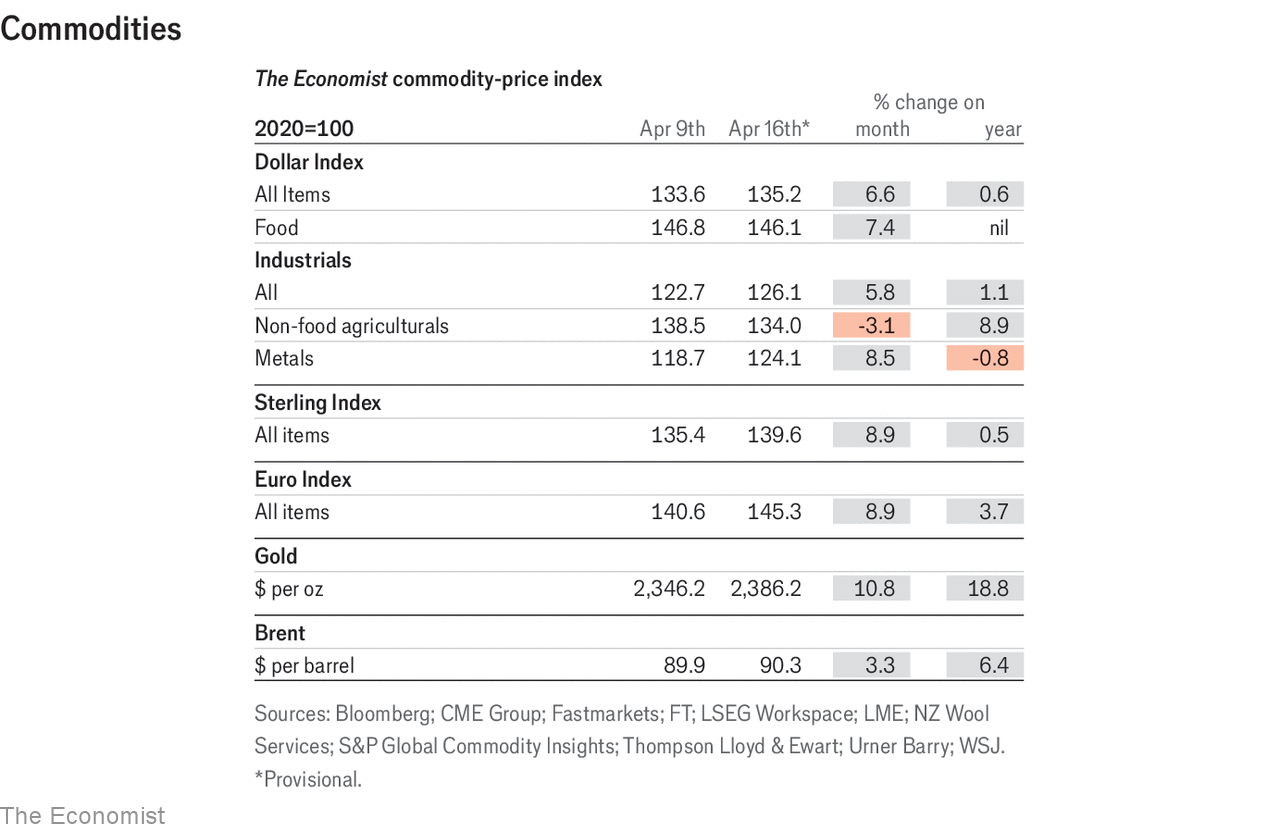 Commodities
The Economist commodity-price index
% change on
2020=100 Apr 9th Apr 16th* month year
Dollar Index
All Items 133.6 135.2 6.6 0.6
Food 146.8 146.1 7.4 nil
Industrials
All 122.7 126.1 5.8 1.1
Non-food agriculturals 138.5 134.0 -3.1 8.9
Metals 118.7 124.1 8.5 -0.8
Sterling Index
All items 135.4 139.6 8.9 0.5
Euro Index
All items 140.6 145.3 8.9 3.7
Gold
$ per oz 2,346.2 2,386.2 10.8 18.8
Brent
$ per barrel 89.9 90.3 3.3 6.4
Sources: Bloomberg; CME Group; Fastmarkets; FT; LSEG Workspace; LME; NZ Wool
Services; S&P Global Commodity Insights; Thompson Lloyd & Ewart; Urner Barry; WSJ.
*Provisional.
The Economist